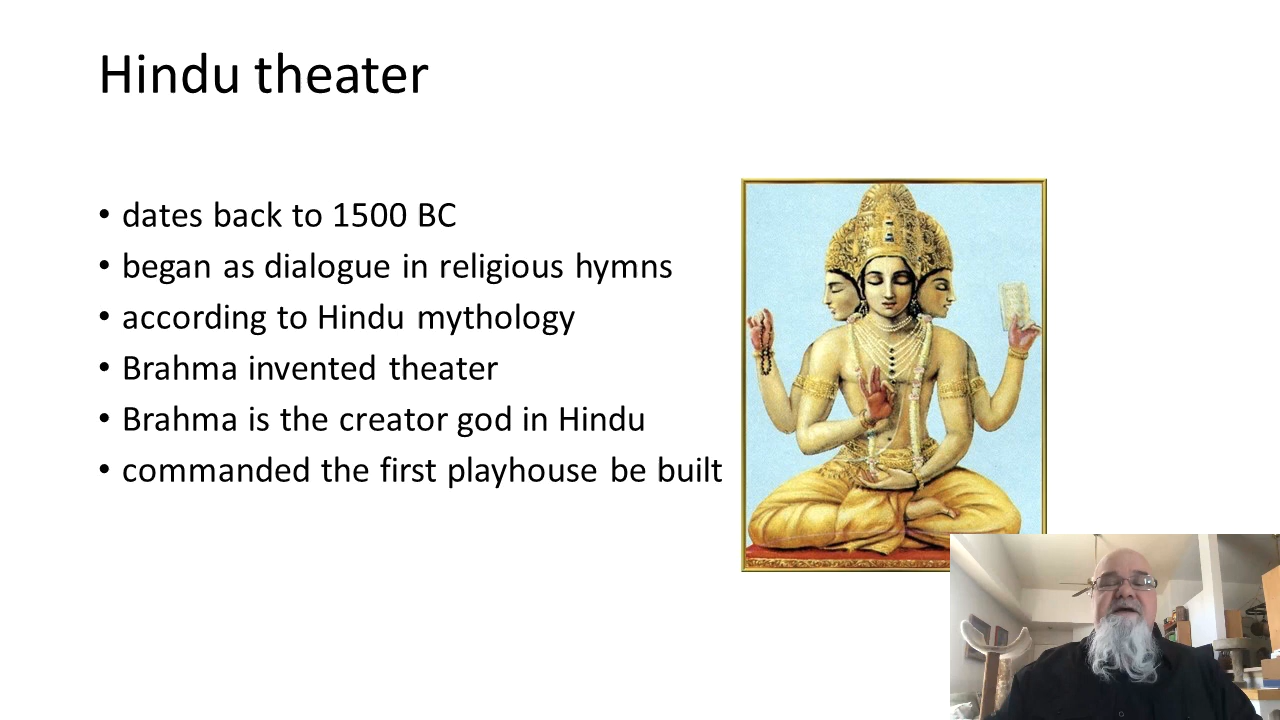 Hindu theater
• dates back to 1500 BC
• began as dialogue in religious hymns
• according to Hindu mythology
• Brahma invented theater
• Brahma is the creator god in Hindu
• commanded the first playhouse be built